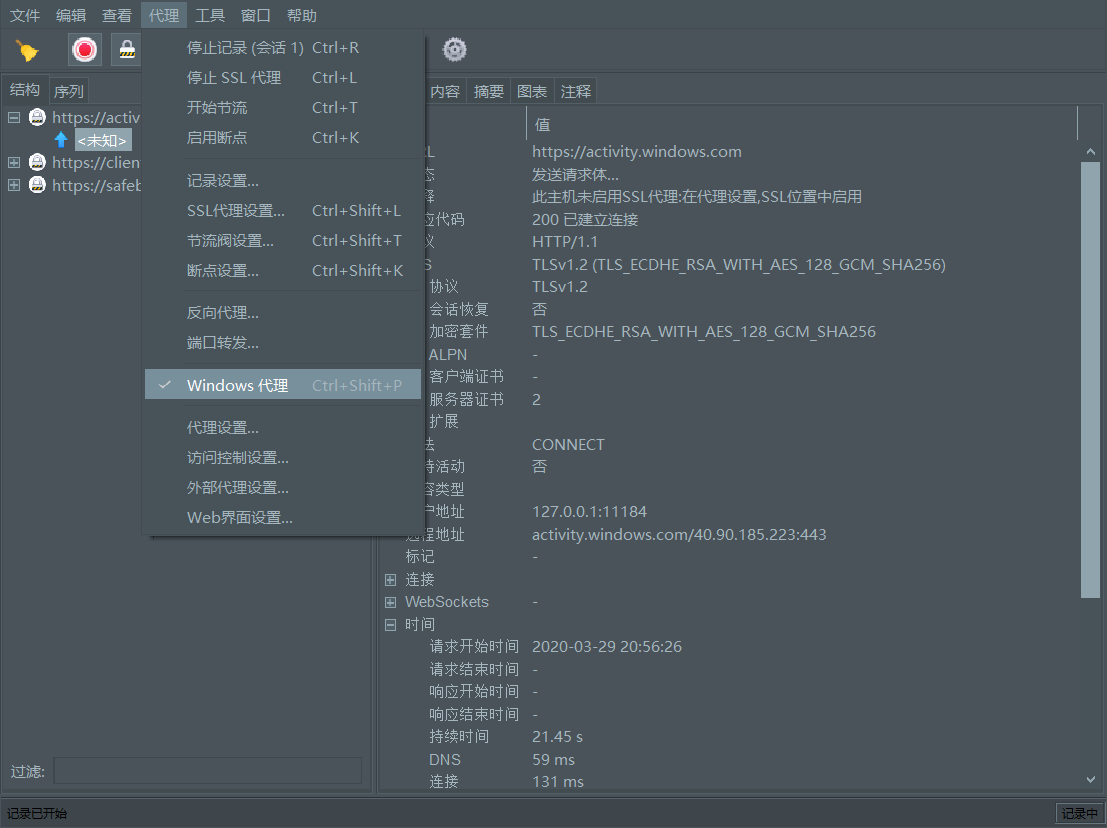 文件 编辑 查看 代理 工具 窗口 帮助
停止记录 (会话 1) Ctrl+R
停止 SSL 代理 Ctrl+L
开始节流 Ctrl+T
启用断点 Ctrl+K
记录设置...
SSL代理设置... Ctrl+Shift+L
节流阀设置... Ctrl+Shift+T
断点设置... Ctrl+Shift+K
反向代理...
端口转发...
Windows 代理 Ctrl+Shift+P
代理设置...
访问控制设置...
外部代理设置...
Web界面设置...
结构 序列
https://activ
<未知>
https://clien
https://safeb
过滤:
内容 摘要 图表 注释
值
L https://activity.windows.com
态 发送请求体...
释 此主机未启用SSL代理:在代理设置,SSL位置中启用
应代码 200 已建立连接
议 HTTP/1.1
S TLSv1.2 (TLS_ECDHE_RSA_WITH_AES_128_GCM_SHA256)
协议 TLSv1.2
会话恢复 否
加密套件 TLS_ECDHE_RSA_WITH_AES_128_GCM_SHA256
ALPN -
客户端证书 -
服务器证书 2
扩展
法 CONNECT
持活动 否
容类型
户地址 127.0.0.1:11184
远程地址 activity.windows.com/40.90.185.223:443
标记 -
连接
WebSockets -
时间
请求开始时间 2020-03-29 20:56:26
请求结束时间 -
响应开始时间 -
响应结束时间 -
持续时间 21.45 s
DNS 59 ms
连接 131 ms
记录已开始 记录中